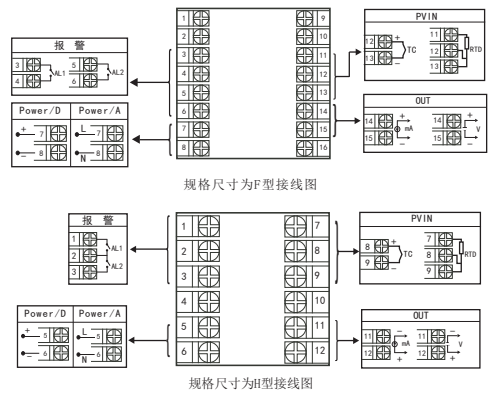 报 警
3 5
AL1 AL2
4 6
Power/D Power/A
+ 7 L 7
− 8 N 8
1 9
2 10
3 11
4 12
5 13
6 14
7 15
8 16
PVIN
12 + 11
TC 12 RTD
13 − 13
OUT
14 + 14 +
mA V
15 − 15 −
规格尺寸为F型接线图
报 警
1
AL1
2
AL2
3
Power/D Power/A
+ 5 L 5
− 6 N 6
1 7
2 8
3 9
4 10
5 11
6 12
PVIN
8 + 7
TC 8 RTD
9 − 9
OUT
11 − 11 −
mA V
12 + 12 +
规格尺寸为H型接线图